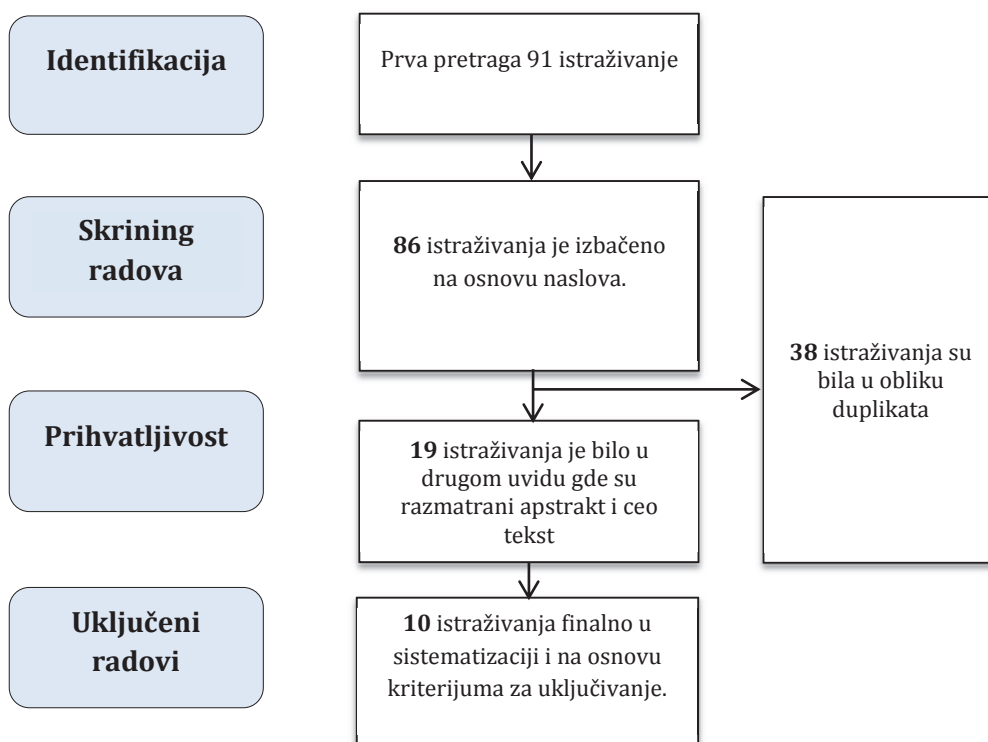 Identifikacija
Prva pretraga 91 istraživanje
Skrining
radova
86 istraživanja je izbačeno
na osnovu naslova.
38 istraživanja su
bila u obliku
duplikata
Prihvatljivost
19 istraživanja je bilo u
drugom uvidu gde su
razmatrani apstrakt i ceo
tekst
Uključeni
radovi
10 istraživanja finalno u
sistematizaciji i na osnovu
kriterijuma za uključivanje.